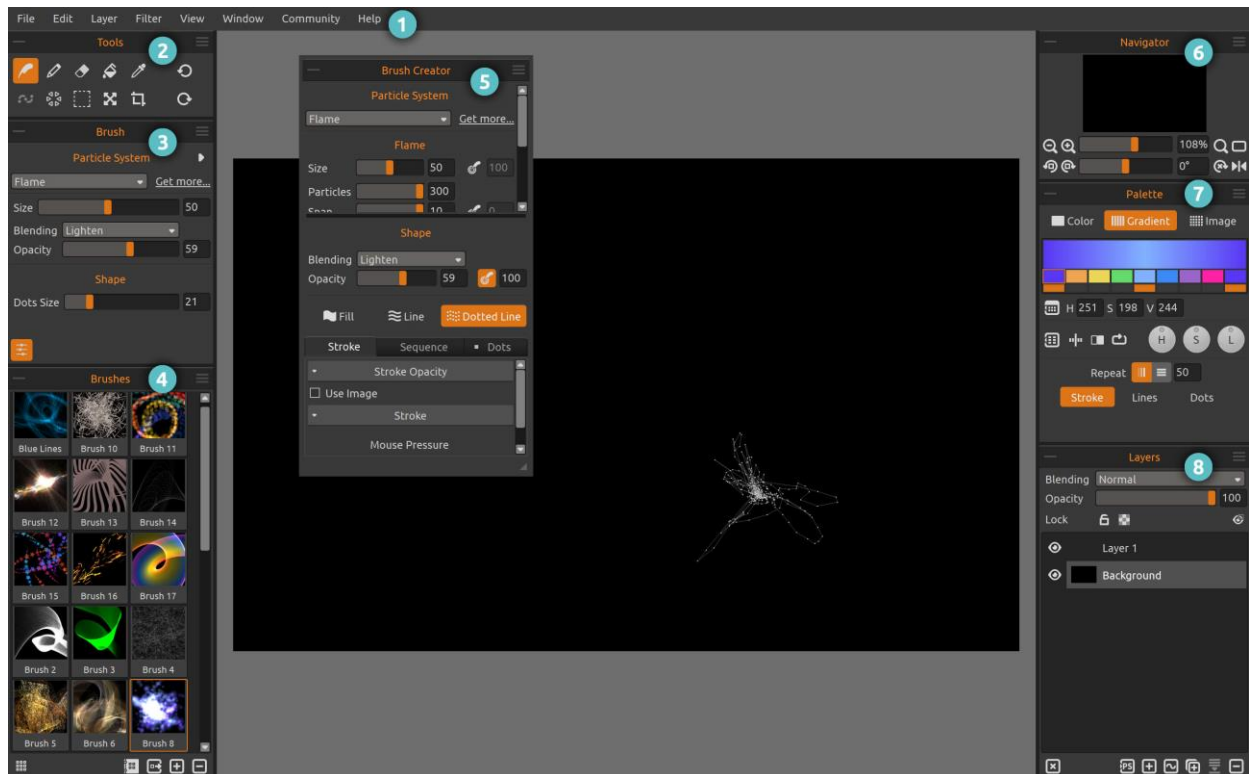 File Edit Layer Filter View Window Community Help
1
Tools
2
Brush
3
Particle System
Flame Get more...
Size 50
Blending Lighten
Opacity 59
Shape
Dots Size 21
Brushes
4
Blue Lines Brush 10 Brush 11
Brush 12 Brush 13 Brush 14
Brush 15 Brush 16 Brush 17
Brush 2 Brush 3 Brush 4
Brush 5 Brush 6 Brush 8
Brush Creator
5
Particle System
Flame Get more...
Flame
Size 50 100
Particles 300
Span 10 0
Shape
Blending Lighten
Opacity 59 100
Fill Line Dotted Line
Stroke Sequence Dots
Stroke Opacity
Use Image
Stroke
Mouse Pressure
Navigator
6
108%
0°
Palette
7
Color Gradient Image
H 251 S 198 V 244
H S L
Repeat 50
Stroke Lines Dots
Layers
8
Blending Normal
Opacity 100
Lock
Layer 1
Background
PS